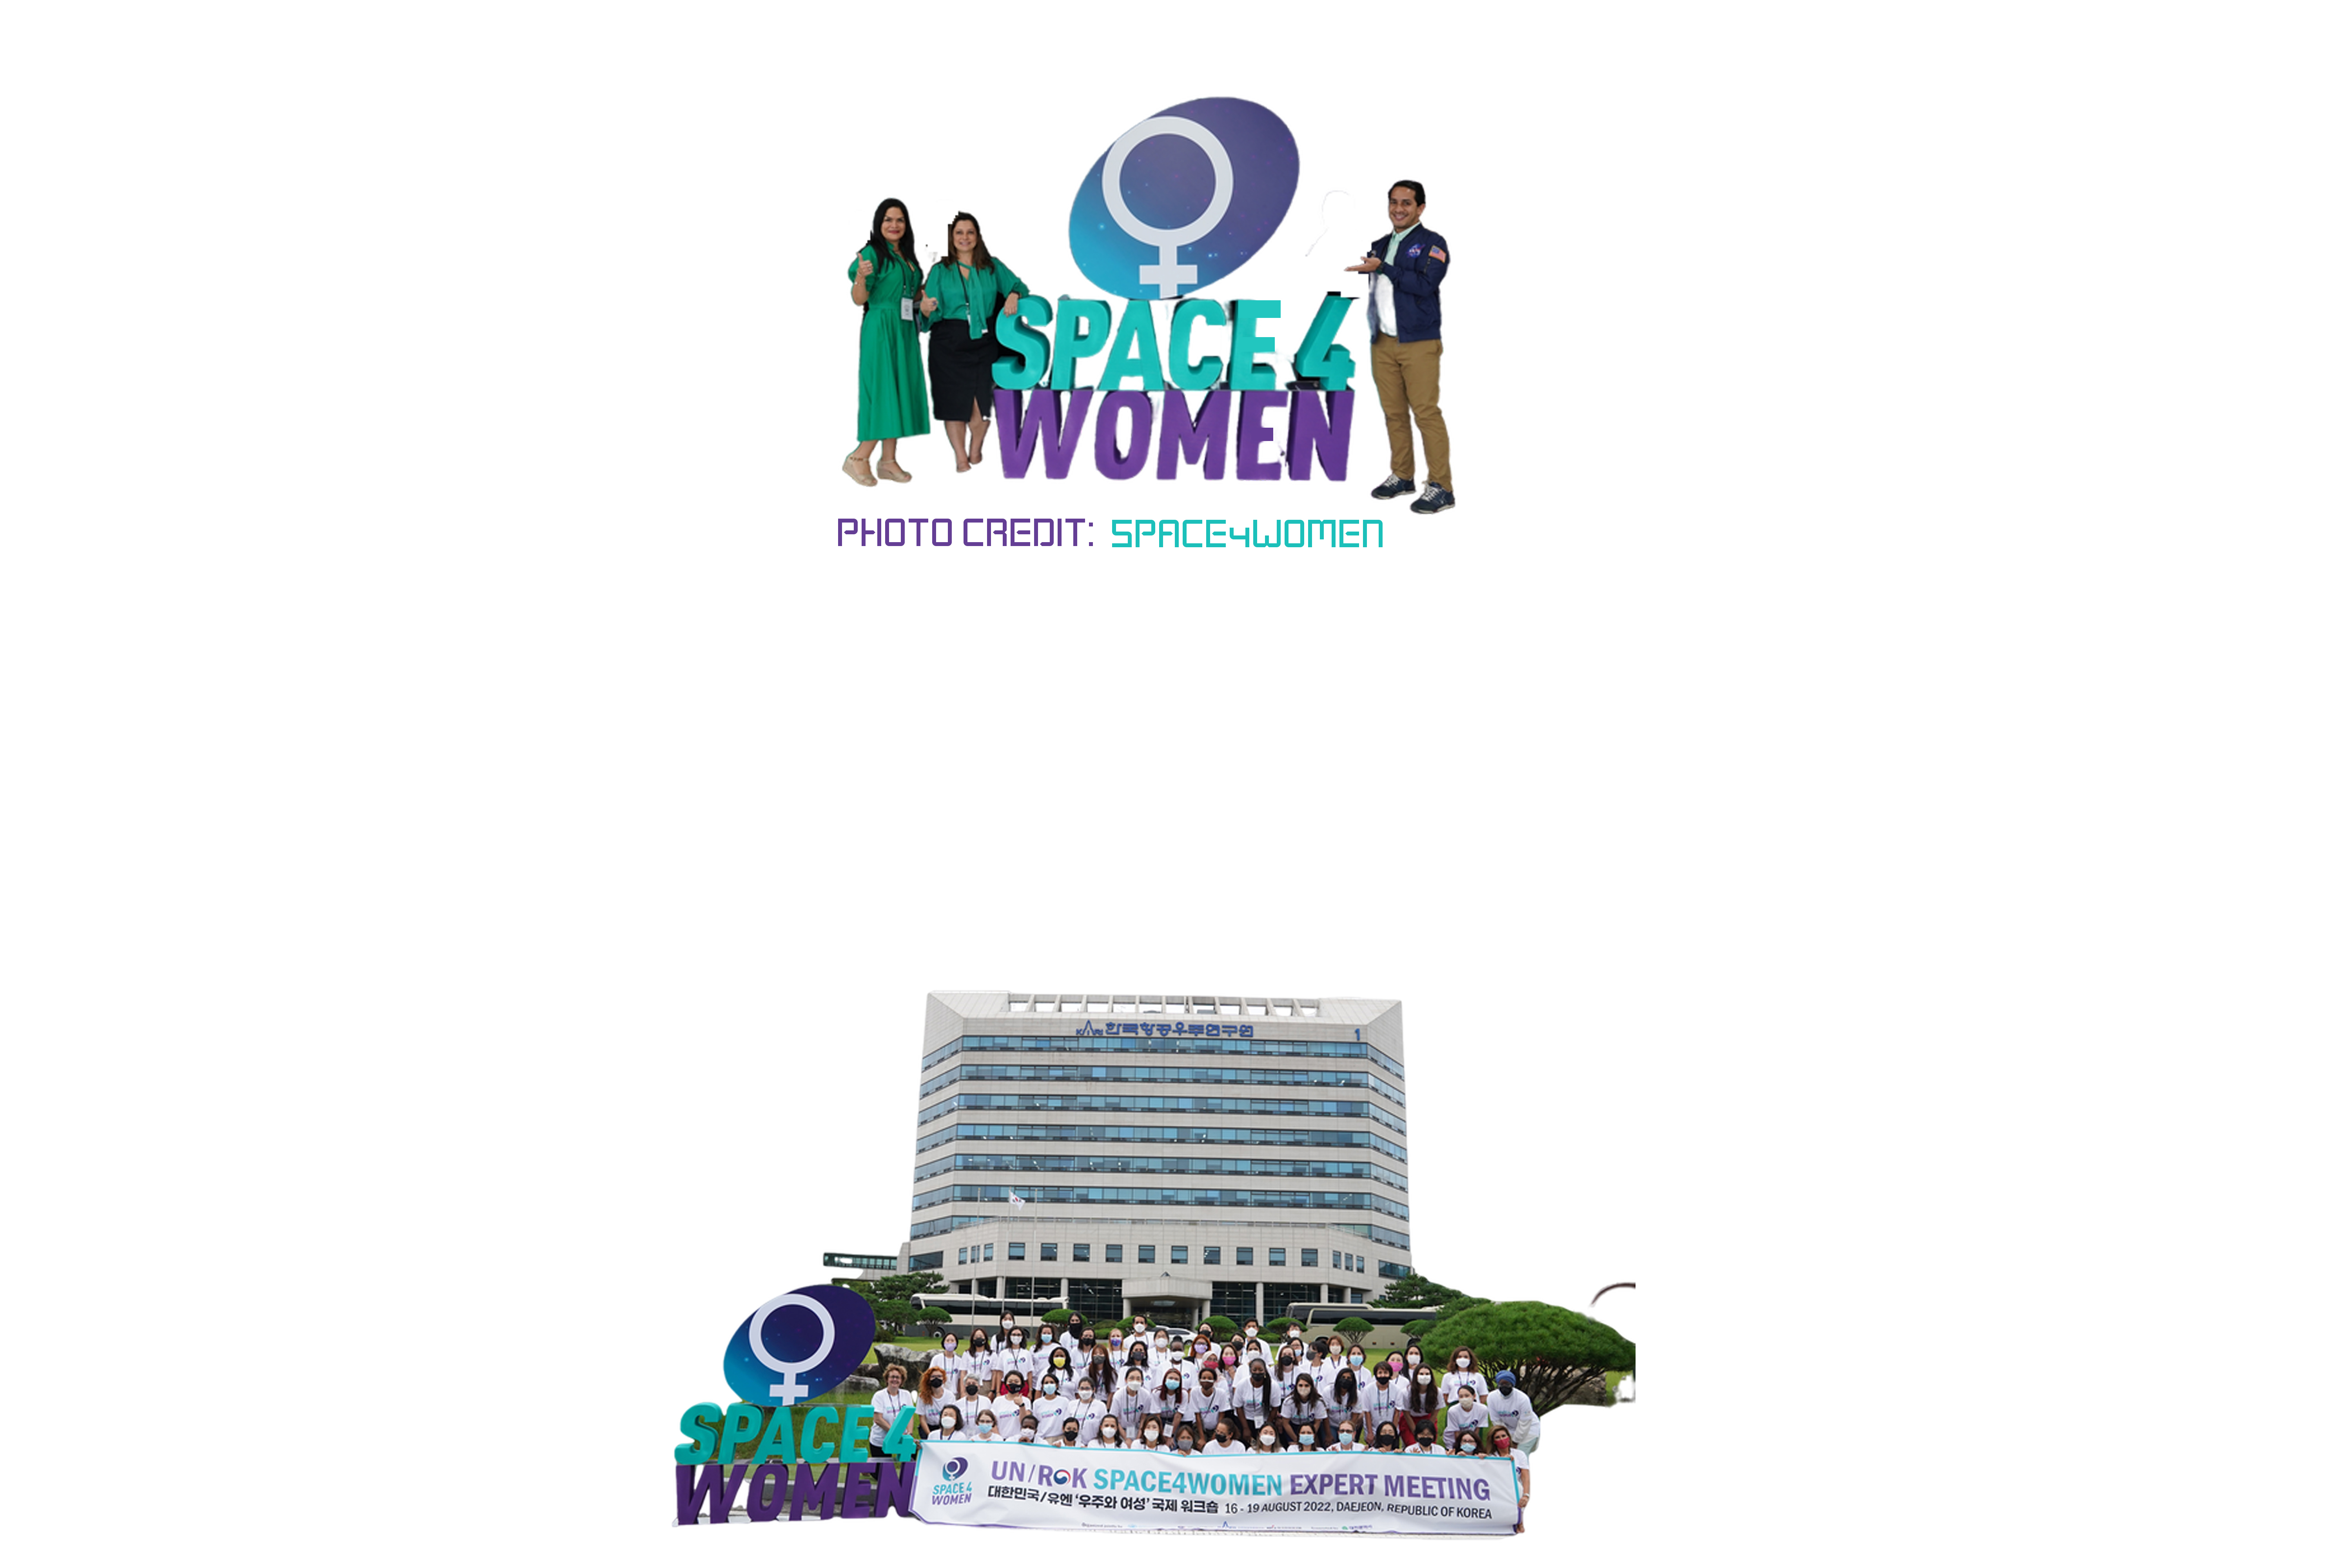 SPACE 4
WOMEN
PHOTO CREDIT: SPACE4WOMEN
KARI 한국항공우주연구원
1
SPACE 4
WOMEN
SPACE 4
WOMEN
UN/ROK SPACE4WOMEN EXPERT MEETING
대한민국/유엔 '우주와 여성' 국제 워크숍 16 - 19 AUGUST 2022, DAEJEON, REPUBLIC OF KOREA